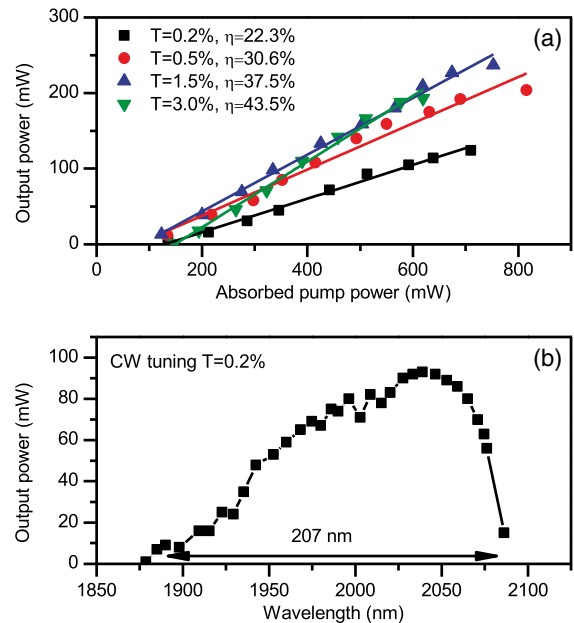 300
(a)
T=0.2%, η=22.3%
T=0.5%, η=30.6%
T=1.5%, η=37.5%
T=3.0%, η=43.5%
200
100
0
Output power (mW)
0 200 400 600 800
Absorbed pump power (mW)
100
CW tuning T=0.2%
(b)
80
60
40
20
0
Output power (mW)
207 nm
1850 1900 1950 2000 2050 2100
Wavelength (nm)